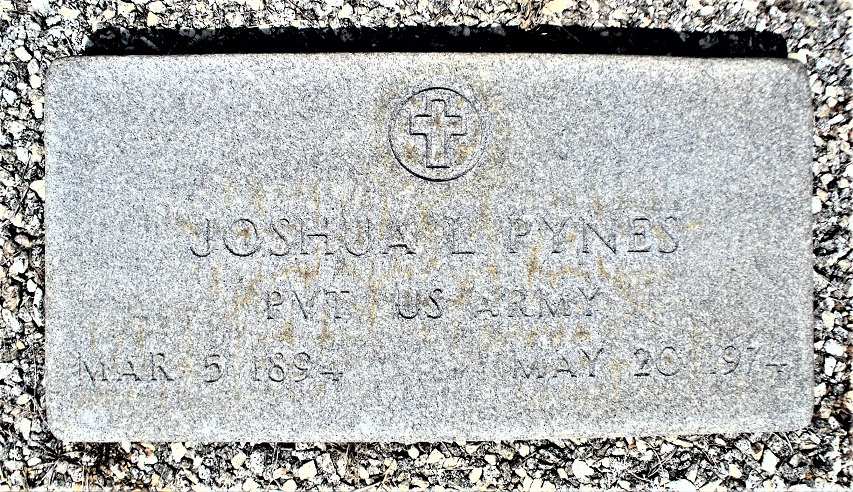 JOSHUA L PYNES
PVT US ARMY
MAR 5 1894 MAY 20 1974